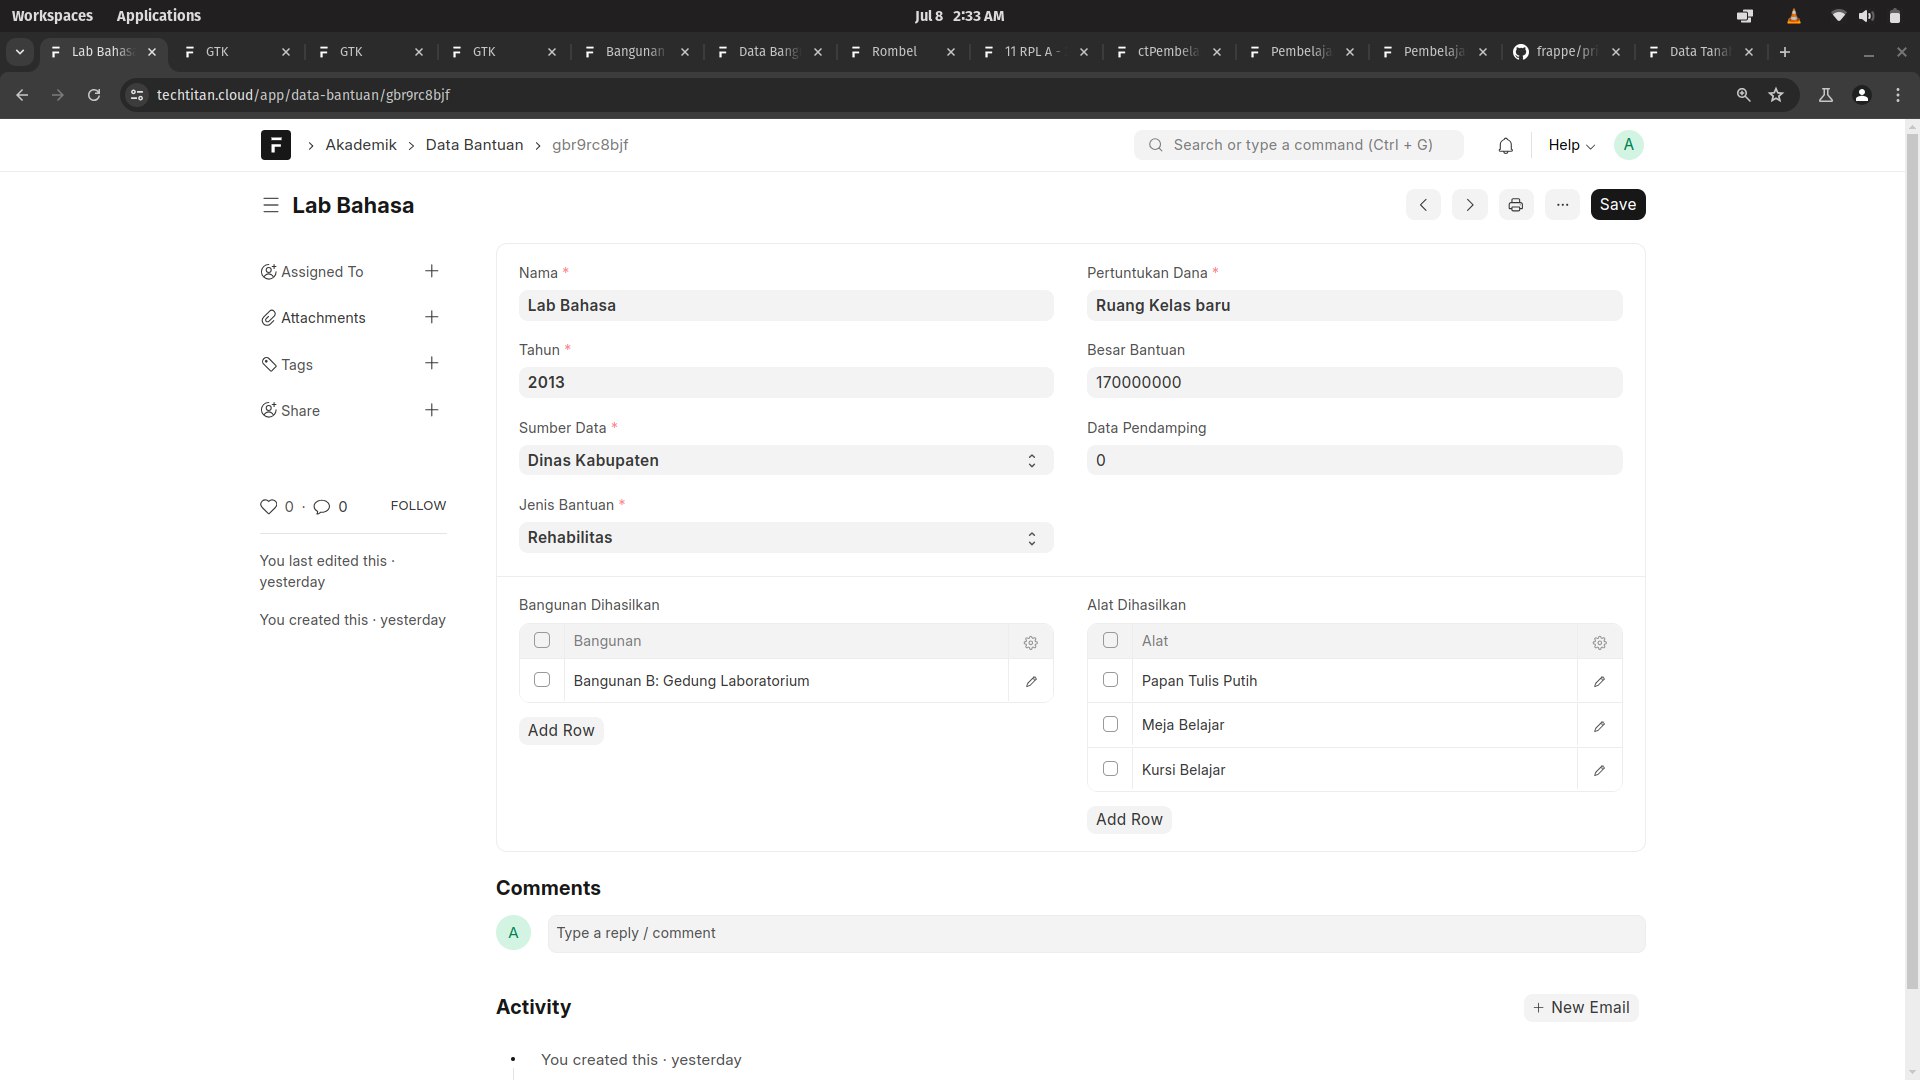 Workspaces Applications Jul 8 2:33 AM
Lab Bahas GTK GTK GTK Bangunan Data Bang Rombel 11 RPL A - ctPembela Pembelaja Pembelaja frappe/pri Data Tana
techtitan.cloud/app/data-bantuan/gbr9rc8bjf
Akademik Data Bantuan gbr9rc8bjf Search or type a command (Ctrl + G) Help A
Lab Bahasa Save
Assigned To
Attachments
Tags
Share
0 · 0 FOLLOW
You last edited this · yesterday
You created this · yesterday
Nama *
Lab Bahasa
Tahun *
2013
Sumber Data *
Dinas Kabupaten
Jenis Bantuan *
Rehabilitas
Pertuntukan Dana *
Ruang Kelas baru
Besar Bantuan
170000000
Data Pendamping
0
Bangunan Dihasilkan
Bangunan
Bangunan B: Gedung Laboratorium
Add Row
Alat Dihasilkan
Alat
Papan Tulis Putih
Meja Belajar
Kursi Belajar
Add Row
Comments
A Type a reply / comment
Activity New Email
You created this · yesterday